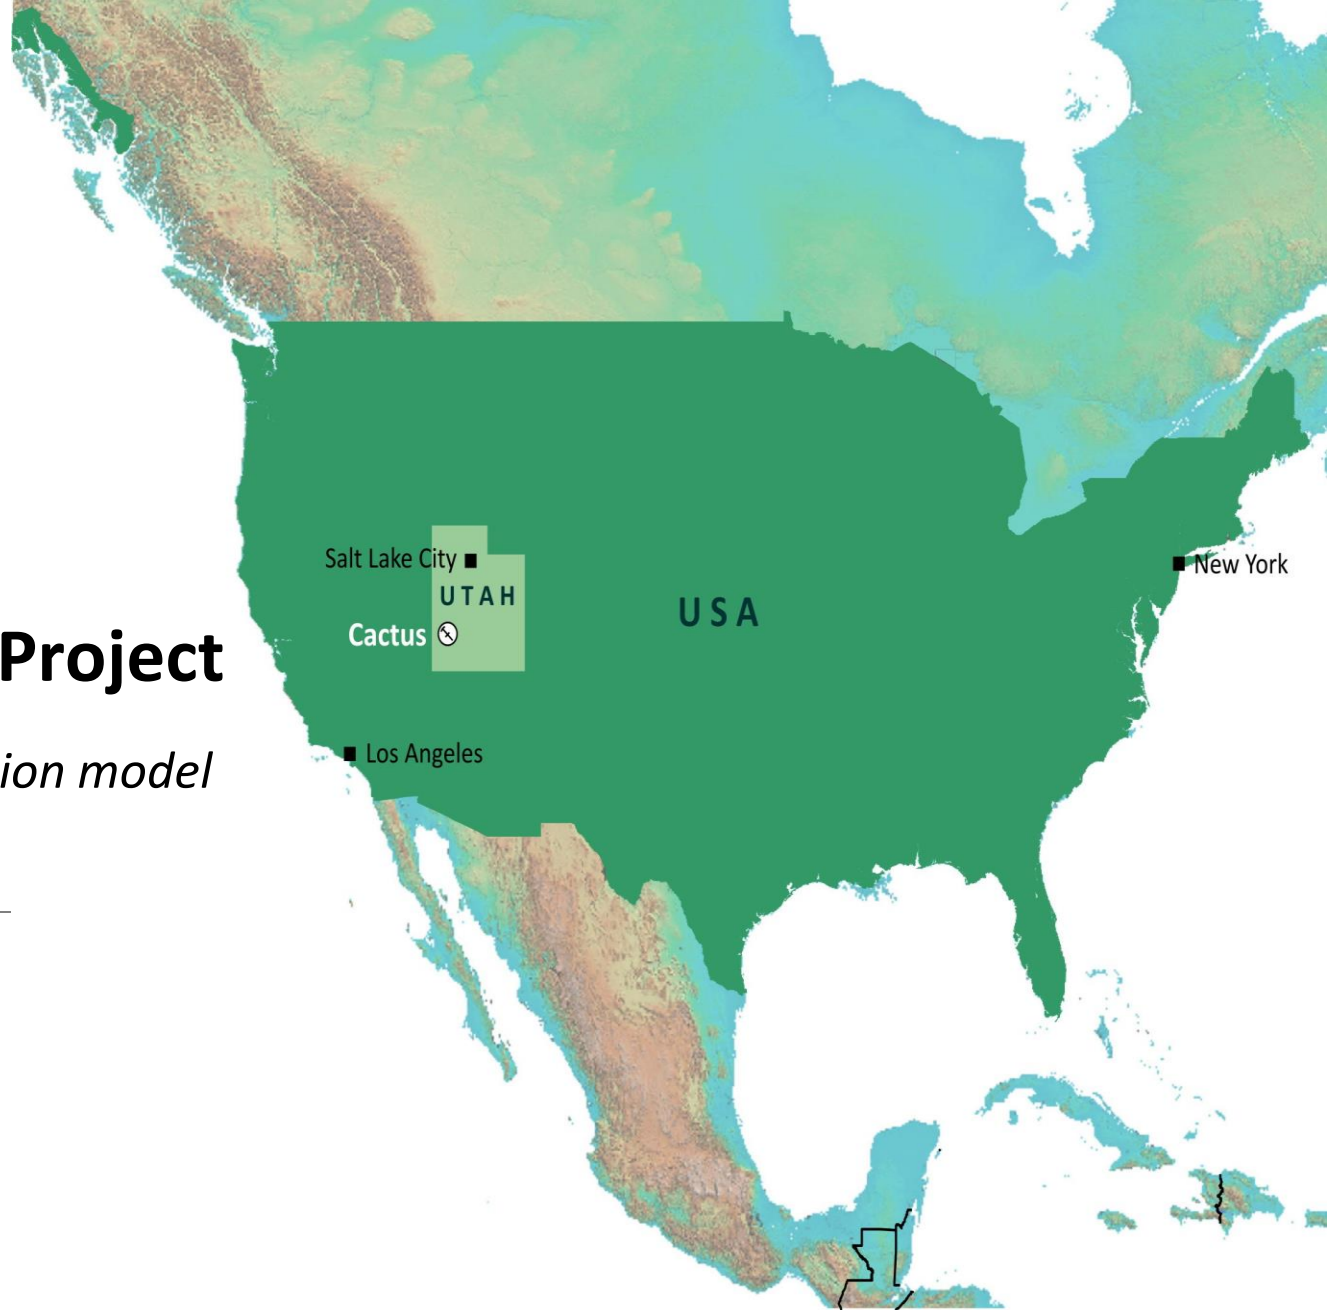 Salt Lake City
UTAH
New York
USA
Cactus
Project
Los Angeles
ion model